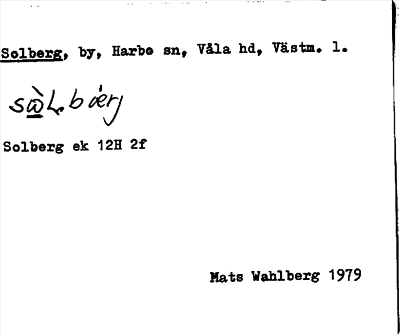 Solberg, by, Harbo sn, Våla hd, Västm. l.
Solberg ek 12H 2f
Mats Wahlberg 1979